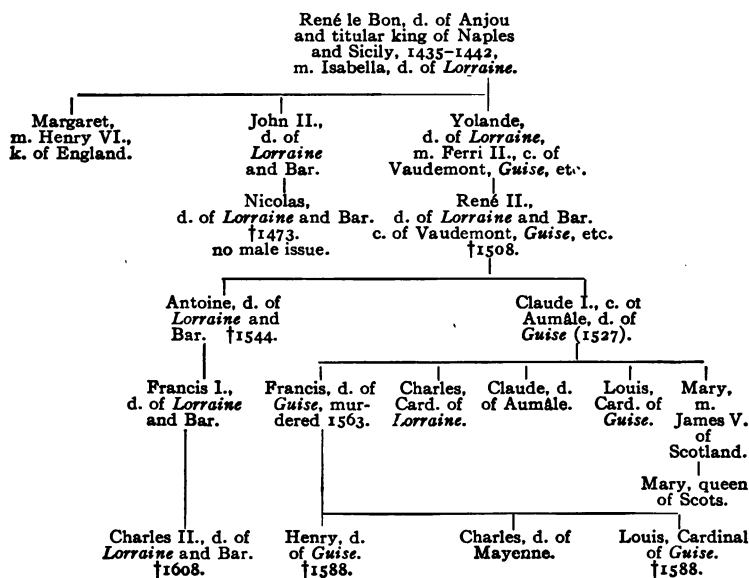 René le Bon, d. of Anjou
and titular king of Naples
and Sicily, 1435–1442,
m. Isabella, d. of Lorraine.
Margaret,
m. Henry VI.,
k. of England.
John II.,
d. of
Lorraine
and Bar.
Yolande,
d. of Lorraine,
m. Ferri II., c. of
Vaudemont, Guise, etc.
Nicolas,
d. of Lorraine and Bar.
†1473.
no male issue.
René II.,
d. of Lorraine and Bar.
c. of Vaudemont, Guise, etc.
†1508.
Antoine, d. of
Lorraine and
Bar. †1544.
Claude I., c. of
Aumâle, d. of
Guise (1527).
Francis I.,
d. of Lorraine
and Bar.
Francis, d. of
Guise, mur-
dered 1563.
Charles,
Card. of
Lorraine.
Claude, d.
of Aumâle.
Louis,
Card. of
Guise.
Mary,
m.
James V.
of
Scotland.
Mary, queen
of Scots.
Charles II., d. of
Lorraine and Bar.
†1608.
Henry, d.
of Guise.
†1588.
Charles, d. of
Mayenne.
Louis, Cardinal
of Guise.
†1588.